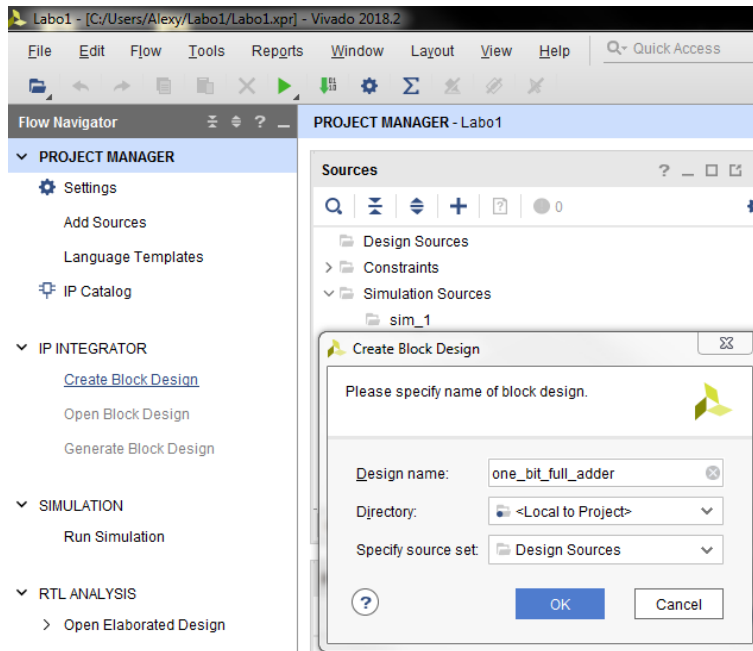 Labo1 - [C:/Users/Alexy/Labo1/Labo1.xpr] - Vivado 2018.2
File Edit Flow Tools Reports Window Layout View Help Quick Access
Flow Navigator
PROJECT MANAGER - Labo1
PROJECT MANAGER
Settings
Add Sources
Language Templates
IP Catalog
IP INTEGRATOR
Create Block Design
Open Block Design
Generate Block Design
SIMULATION
Run Simulation
RTL ANALYSIS
Open Elaborated Design
Sources
0
Design Sources
Constraints
Simulation Sources
sim_1
Create Block Design
Please specify name of block design.
Design name: one_bit_full_adder
Directory: <Local to Project>
Specify source set: Design Sources
OK Cancel